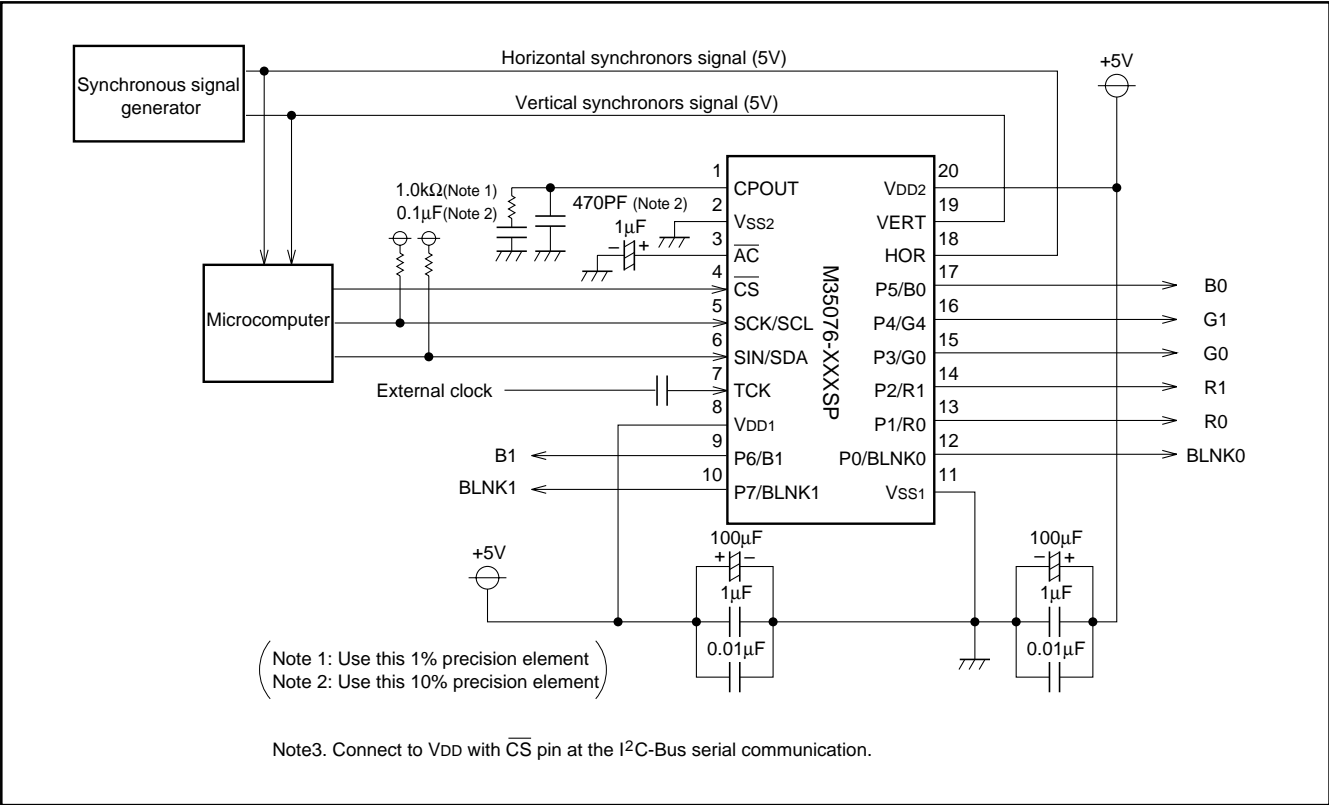 Synchronous signal
generator
Horizontal synchronors signal (5V)
Vertical synchronors signal (5V)
+5V
1.0kΩ(Note 1)
0.1µF(Note 2)
470PF (Note 2)
1µF
− +
Microcomputer
External clock
B1
BLNK1
1
CPOUT
2
VSS2
3
A̅C̅
4
C̅S̅
5
SCK/SCL
6
SIN/SDA
7
TCK
8
VDD1
9
P6/B1
10
P7/BLNK1
M35076-XXXSP
20
VDD2
19
VERT
18
HOR
17
P5/B0
B0
16
P4/G4
G1
15
P3/G0
G0
14
P2/R1
R1
13
P1/R0
R0
12
P0/BLNK0
BLNK0
11
VSS1
+5V
100µF
+ −
1µF
0.01µF
100µF
− +
1µF
0.01µF
Note 1: Use this 1% precision element
Note 2: Use this 10% precision element
Note3. Connect to VDD with C̅S̅ pin at the I²C-Bus serial communication.